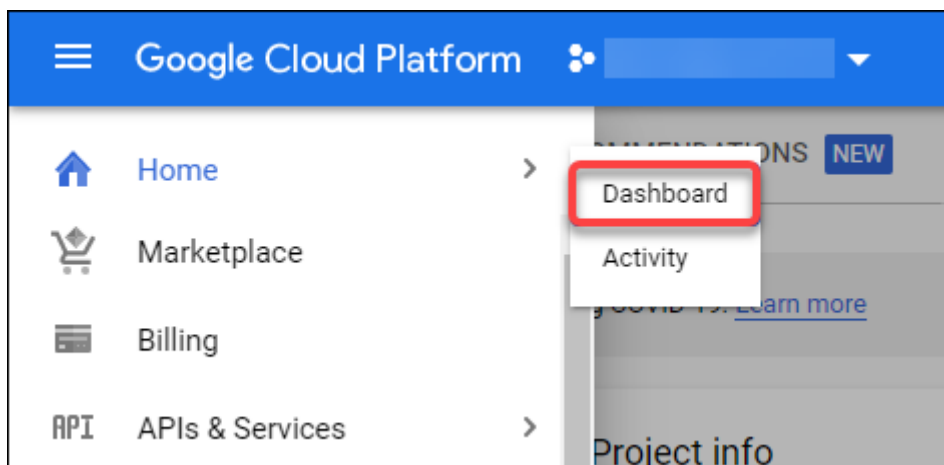 Google Cloud Platform
NEW
Home
Dashboard
Marketplace
Activity
Learn more
Billing
API APIs & Services
Project info